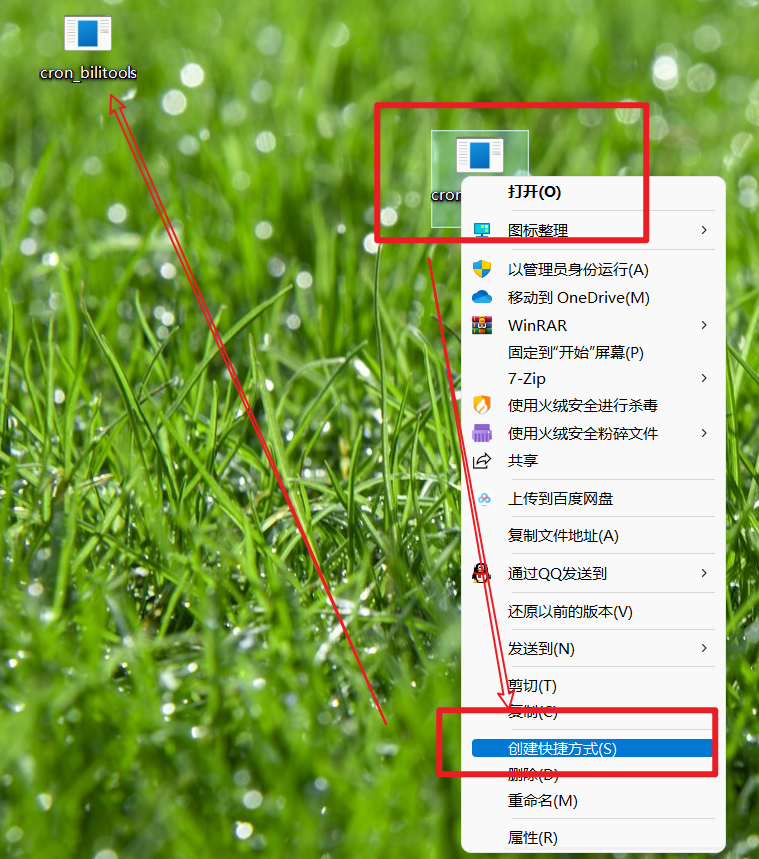 cron_bilitools
cron
打开(O)
图标整理
以管理员身份运行(A)
移动到 OneDrive(M)
WinRAR
固定到“开始”屏幕(P)
7-Zip
使用火绒安全进行杀毒
使用火绒安全粉碎文件
共享
上传到百度网盘
复制文件地址(A)
通过QQ发送到
还原以前的版本(V)
发送到(N)
剪切(T)
复制(C)
创建快捷方式(S)
删除(D)
重命名(M)
属性(R)